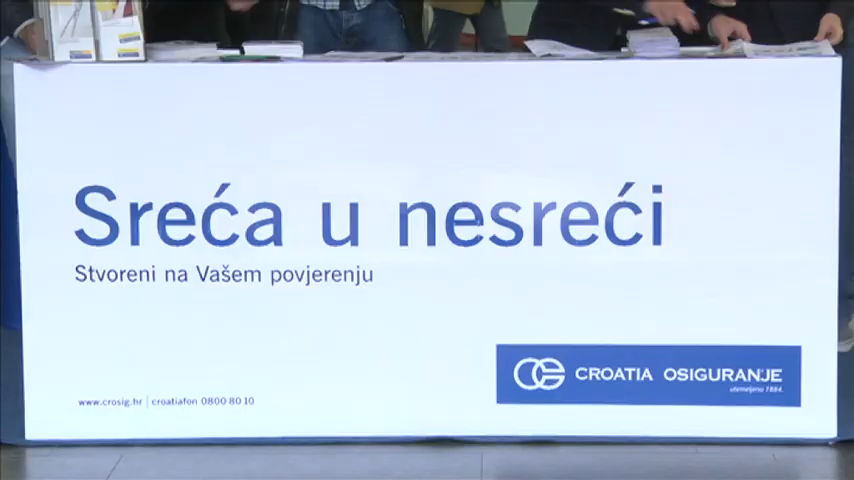 Sreća u nesreći
Stvoreni na Vašem povjerenju
CROATIA OSIGURANJE
utemeljeno 1884.
www.crosig.hr | croatiafon 0800 80 10